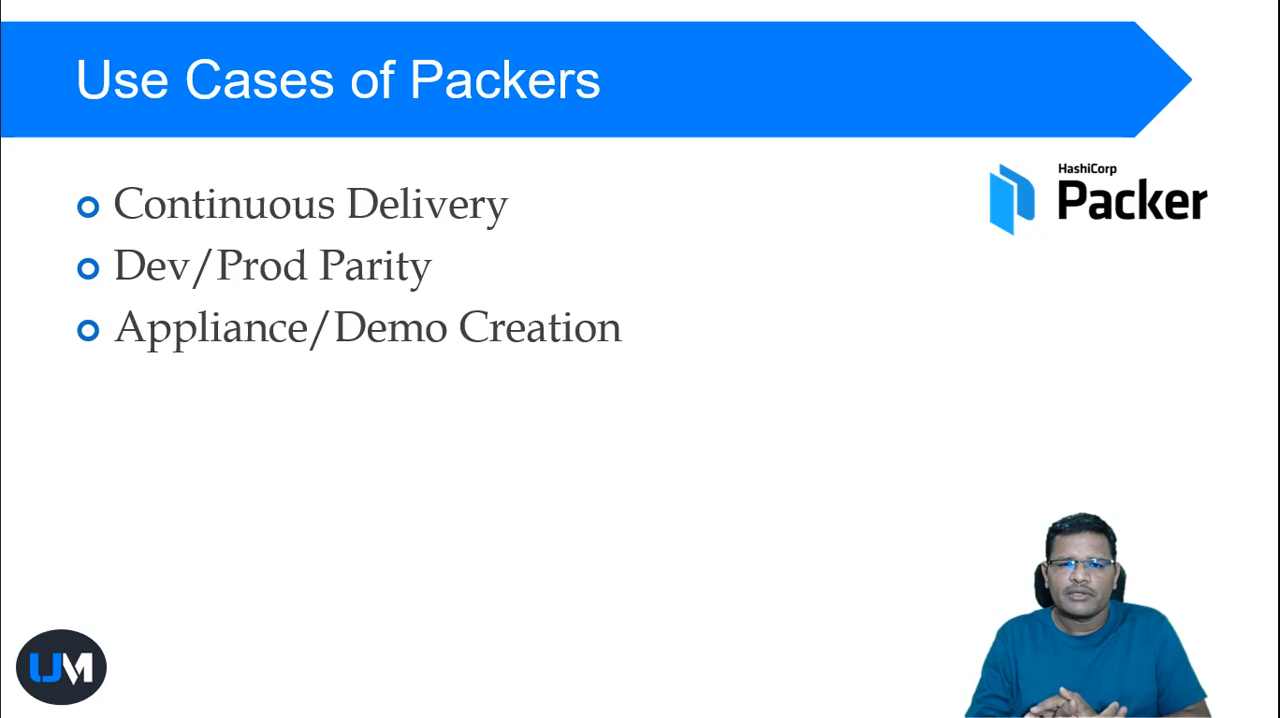 Use Cases of Packers
HashiCorp
Packer
Continuous Delivery
Dev/Prod Parity
Appliance/Demo Creation
UM